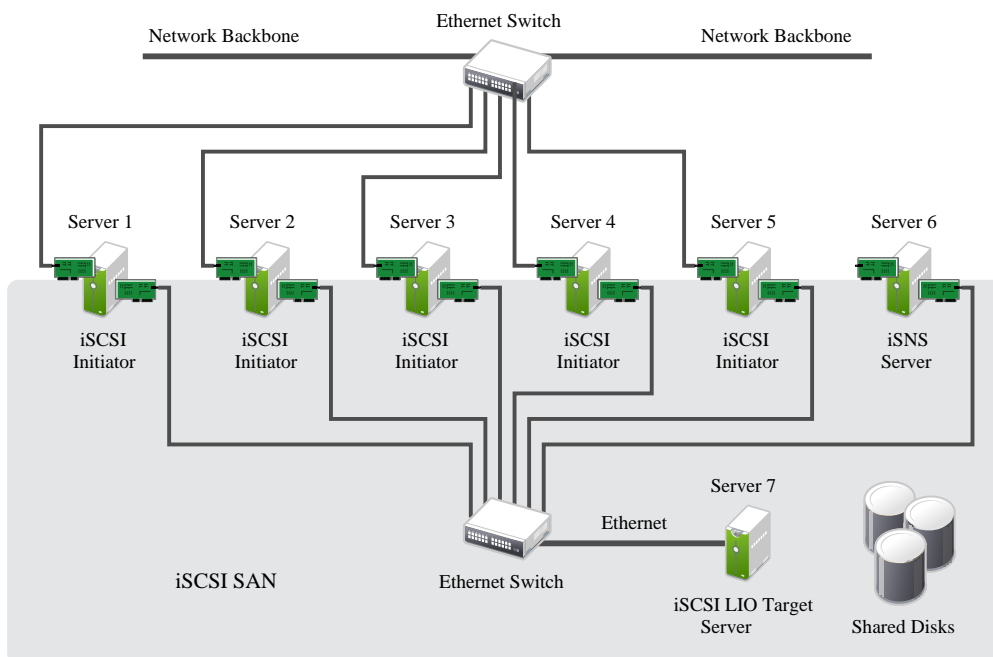 Ethernet Switch
Network Backbone
Network Backbone
Server 1
Server 2
Server 3
Server 4
Server 5
Server 6
iSCSI
Initiator
iSCSI
Initiator
iSCSI
Initiator
iSCSI
Initiator
iSCSI
Initiator
iSNS
Server
Server 7
Ethernet
iSCSI SAN
Ethernet Switch
iSCSI LIO Target
Server
Shared Disks